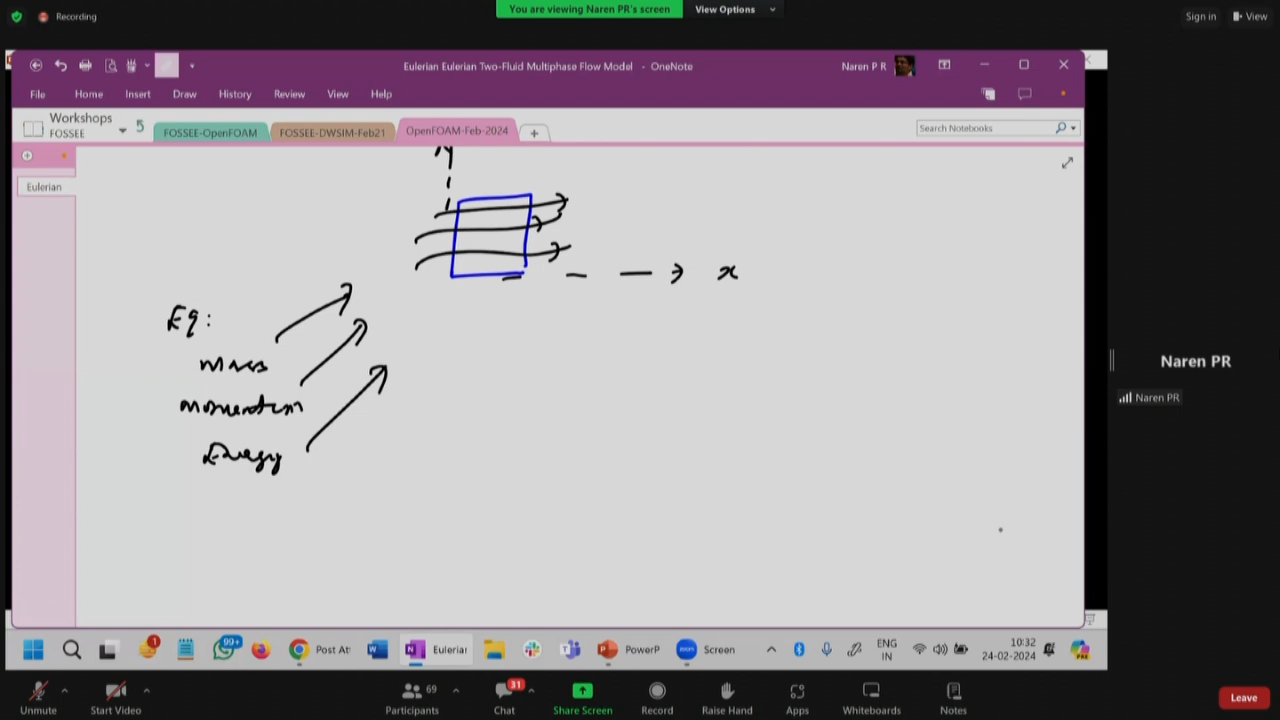 Recording
You are viewing Naren PR's screen
View Options
Sign in
View
Eulerian Eulerian Two-Fluid Multiphase Flow Model - OneNote
Naren P R
File
Home
Insert
Draw
History
Review
View
Help
Workshops
FOSSEE
FOSSEE-OpenFOAM
FOSSEE-DWSIM-Feb21
OpenFOAM-Feb-2024
Search Notebooks
Eulerian
y
x
Eq:
Mass
Momentum
Energy
Naren PR
Naren PR
1
99+
Post At
Eulerian
PowerP
Screen
ENG
IN
10:32
24-02-2024
PRE
Unmute
Start Video
Participants
69
Chat
31
Share Screen
Record
Raise Hand
Apps
Whiteboards
Notes
Leave